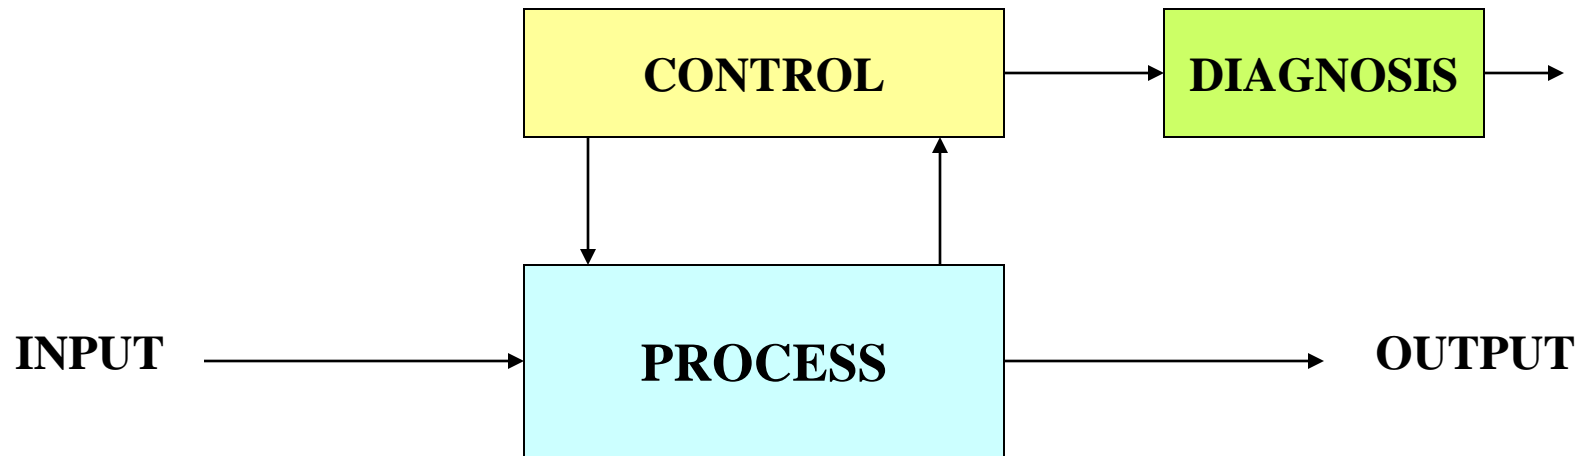 CONTROL
DIAGNOSIS
INPUT
PROCESS
OUTPUT